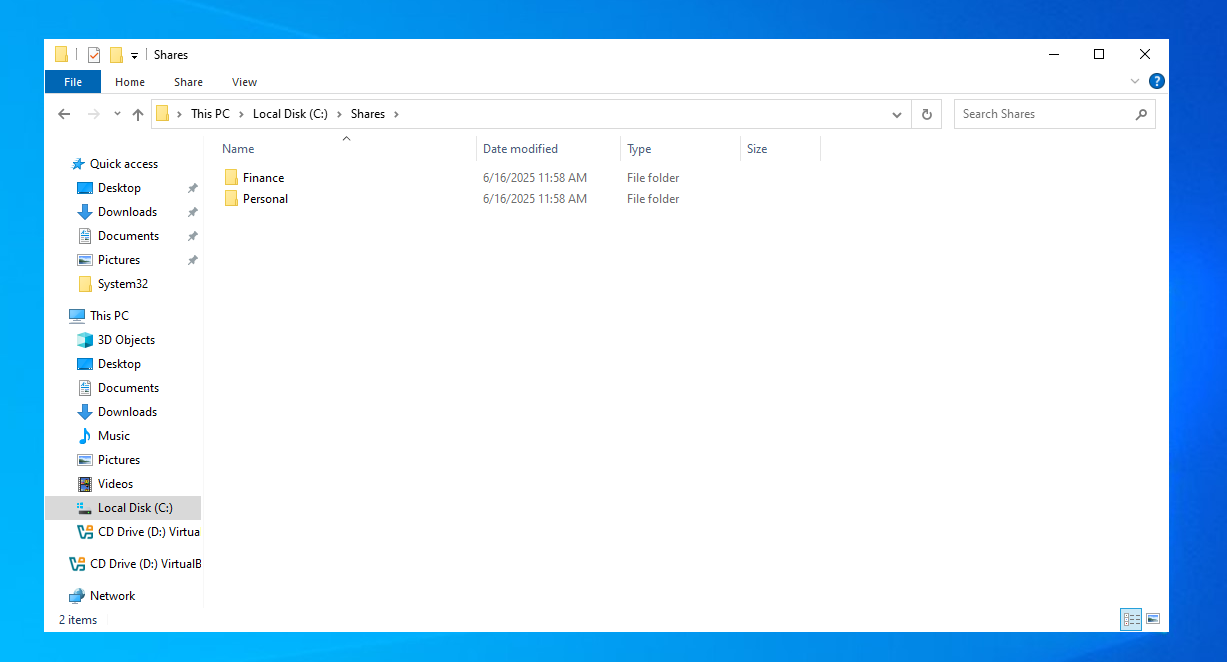 Shares
File Home Share View
This PC Local Disk (C:) Shares Search Shares
Name Date modified Type Size
Finance 6/16/2025 11:58 AM File folder
Personal 6/16/2025 11:58 AM File folder
Quick access
Desktop
Downloads
Documents
Pictures
System32
This PC
3D Objects
Desktop
Documents
Downloads
Music
Pictures
Videos
Local Disk (C:)
CD Drive (D:) Virtua
CD Drive (D:) VirtualB
Network
2 items